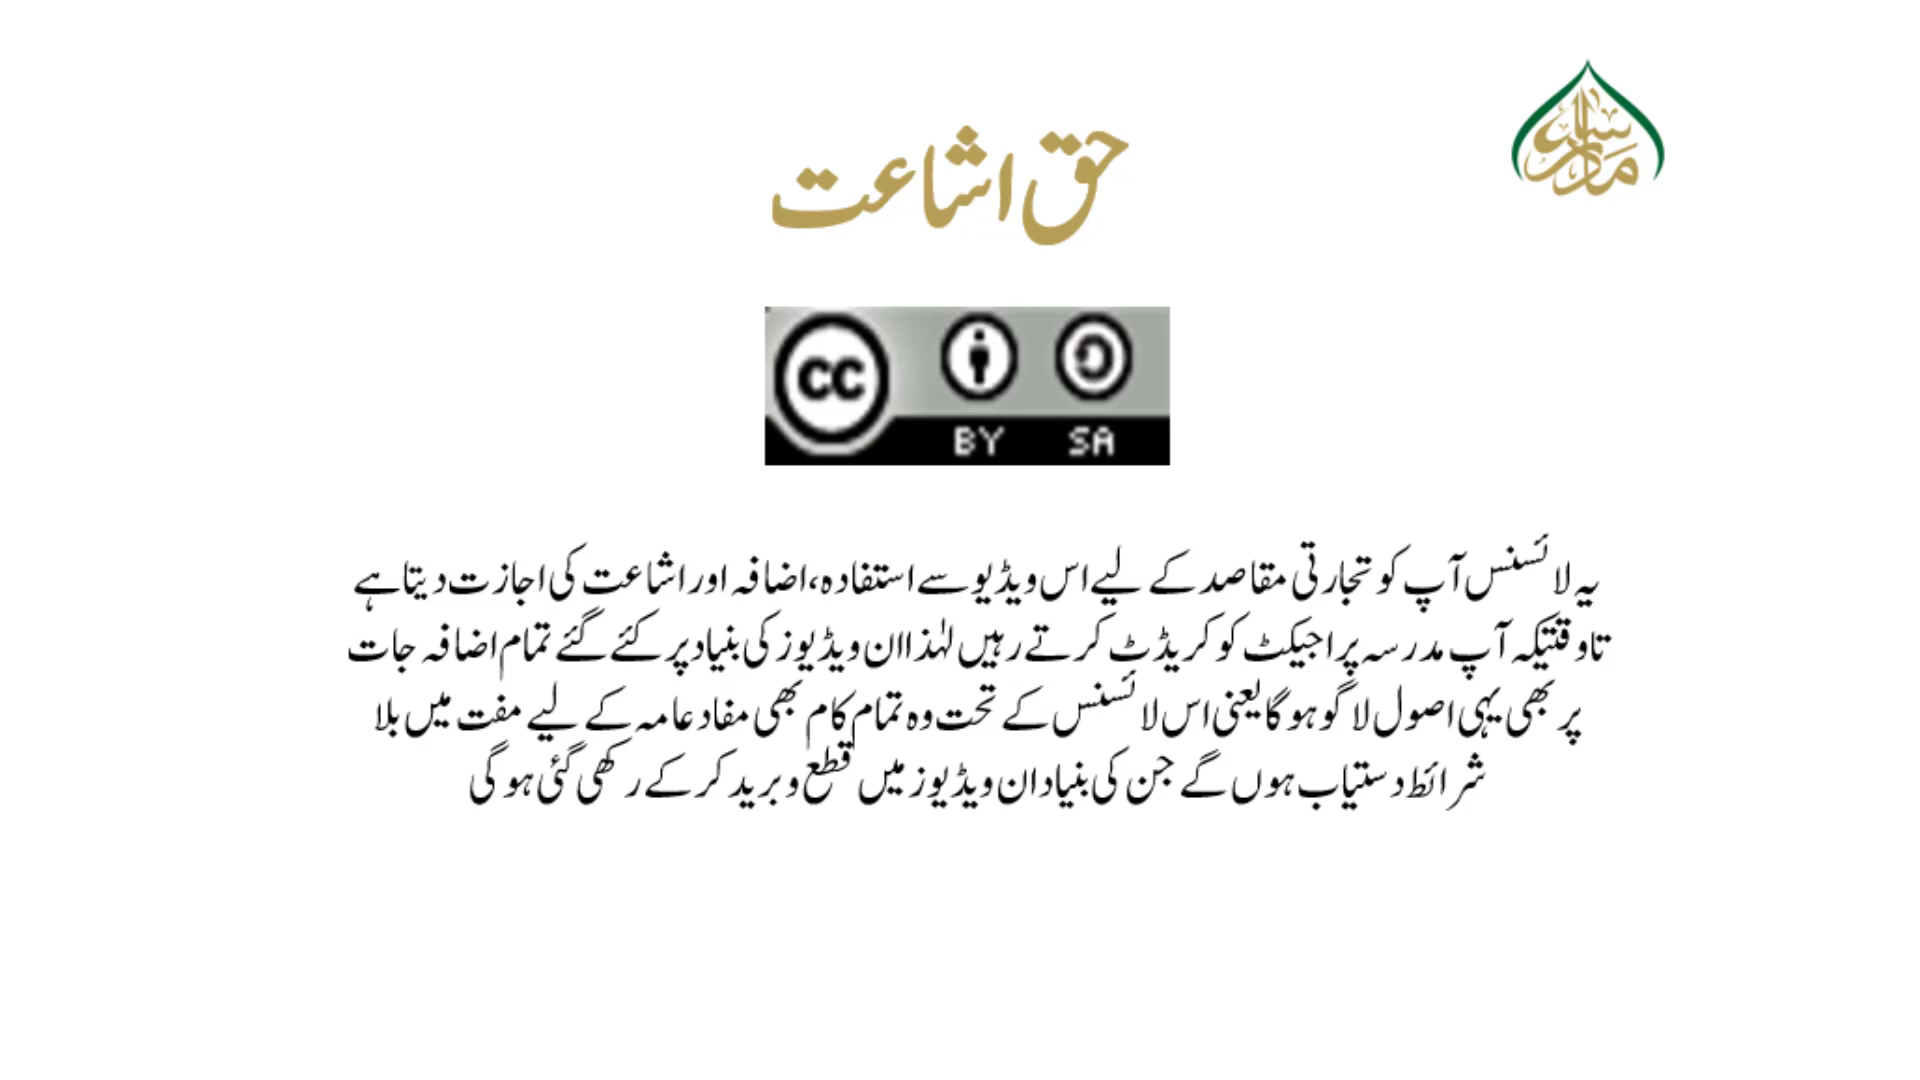 حق اشاعت
مدرسہ
cc
BY SA
یہ لائسنس آپ کو تجارتی مقاصد کے لیے اس ویڈیو سے استفادہ، اضافہ اور اشاعت کی اجازت دیتا ہے
تاوقتیکہ آپ مدرسہ پراجیکٹ کو کریڈٹ کرتے رہیں لہٰذا ان ویڈیوز کی بنیاد پر کئے گئے تمام اضافہ جات
پر بھی یہی اصول لاگو ہو گا یعنی اس لائسنس کے تحت وہ تمام کام بھی مفاد عامہ کے لیے مفت میں بلا
شرائط دستیاب ہوں گے جن کی بنیاد ان ویڈیوز میں قطع و برید کر کے رکھی گئی ہو گی